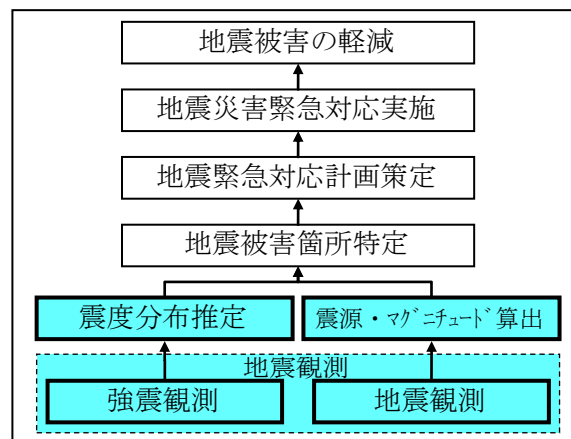 地震被害の軽減
地震災害緊急対応実施
地震緊急対応計画策定
地震被害箇所特定
震度分布推定
震源・ﾏｸﾞﾆﾁｭｰﾄﾞ算出
地震観測
強震観測
地震観測